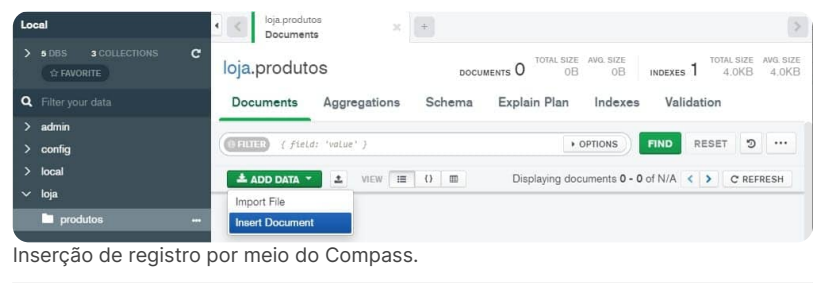 Local
5 DBS 3 COLLECTIONS
☆ FAVORITE
Filter your data
admin
config
local
loja
produtos
loja.produtos
Documents
loja.produtos
DOCUMENTS 0 TOTAL SIZE 0B AVG. SIZE 0B INDEXES 1 TOTAL SIZE 4.0KB AVG. SIZE 4.0KB
Documents Aggregations Schema Explain Plan Indexes Validation
FILTER { field: 'value' } OPTIONS FIND RESET
ADD DATA VIEW {} Displaying documents 0 - 0 of N/A < > REFRESH
Import File
Insert Document
Inserção de registro por meio do Compass.